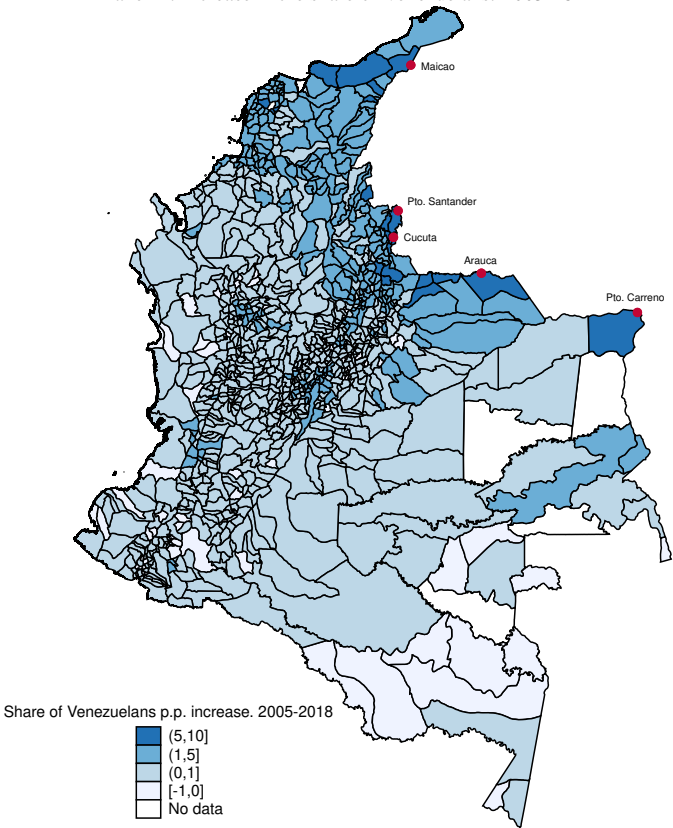 Maicao
Pto. Santander
Cucuta
Arauca
Pto. Carreno
Share of Venezuelans p.p. increase. 2005-2018
(5,10]
(1,5]
(0,1]
[-1,0]
No data